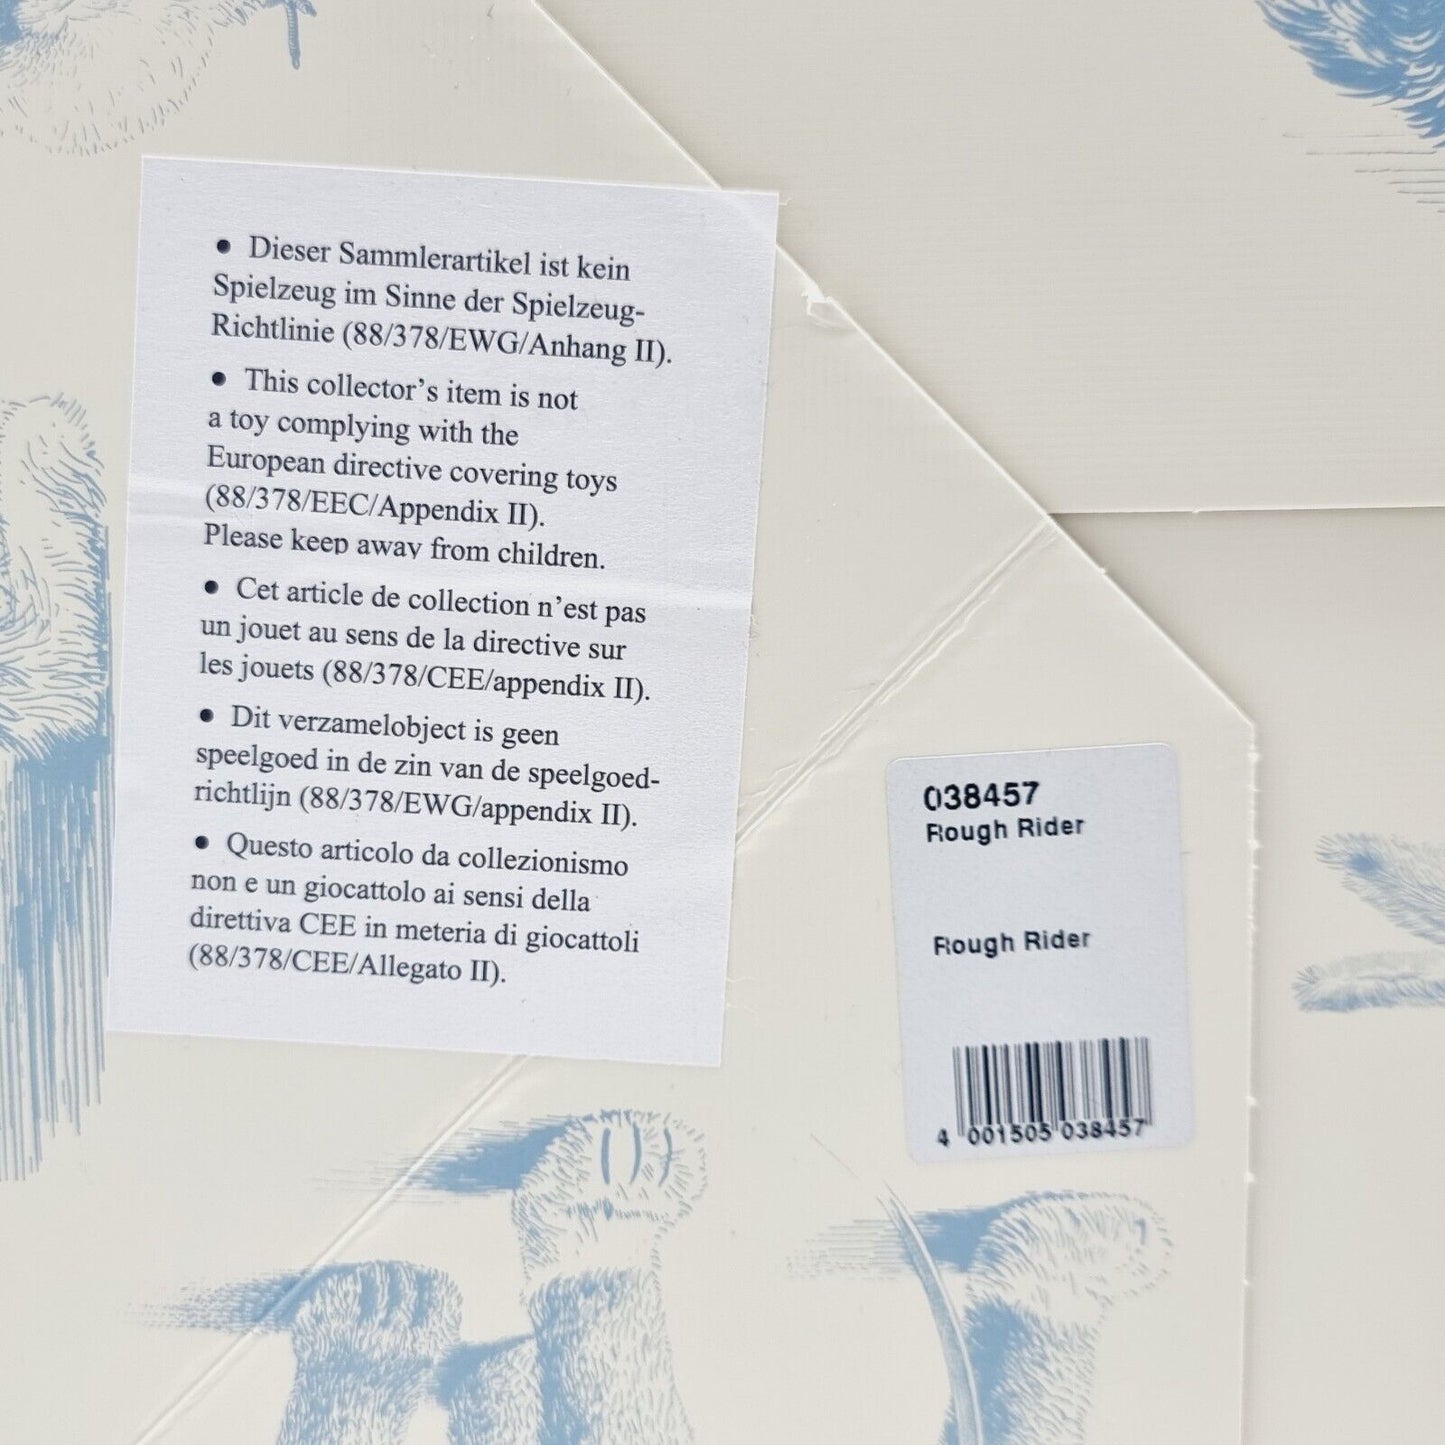 • Dieser Sammlerartikel ist kein
Spielzeug im Sinne der Spielzeug-
Richtlinie (88/378/EWG/Anhang II).
• This collector's item is not
a toy complying with the
European directive covering toys
(88/378/EEC/Appendix II).
Please keep away from children.
• Cet article de collection n'est pas
un jouet au sens de la directive sur
les jouets (88/378/CEE/appendix II).
• Dit verzamelobject is geen
speelgoed in de zin van de speelgoed-
richtlijn (88/378/EWG/appendix II).
• Questo articolo da collezionismo
non e un giocattolo ai sensi della
direttiva CEE in meteria di giocattoli
(88/378/CEE/Allegato II).
038457
Rough Rider
Rough Rider
4 001505 038457